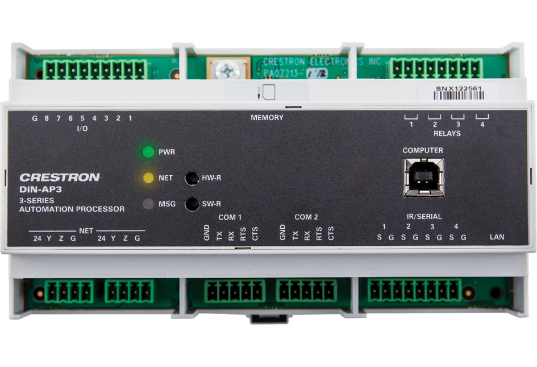 CRESTRON ELECTRONICS INC
PA0Z213-
BNX122561
G 8 7 6 5 4 3 2 1
I/O
MEMORY
1 2 3 4
RELAYS
PWR
COMPUTER
CRESTRON
DIN-AP3
3-SERIES
AUTOMATION PROCESSOR
NET HW-R
MSG SW-R
COM 1 COM 2
GND TX RX RTS CTS GND TX RX RTS CTS
IR/SERIAL
1 2 3 4
S G S G S G S G
LAN
NET
24 Y Z G 24 Y Z G